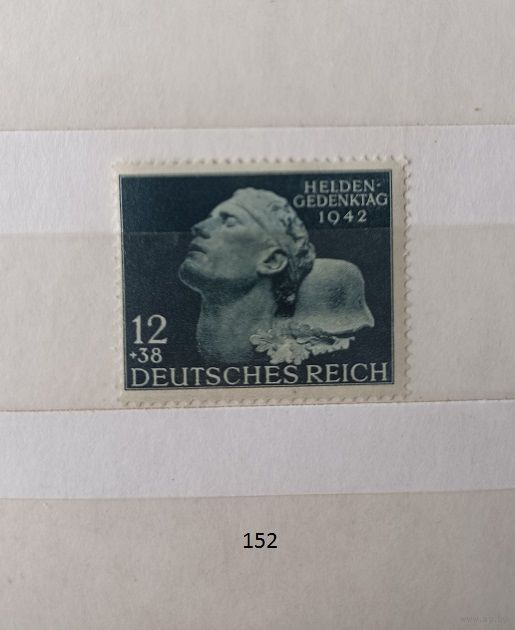 HELDEN-
GEDENKTAG
1942
12
+38
DEUTSCHES REICH
152